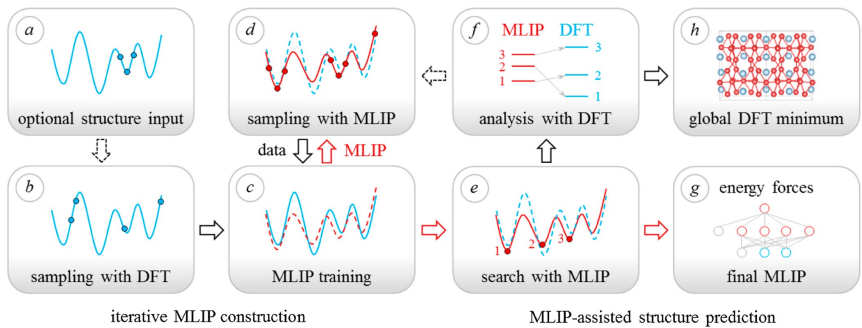 a
optional structure input
d
sampling with MLIP
f
MLIP DFT
3
2
1
3
2
1
analysis with DFT
h
global DFT minimum
data
MLIP
b
sampling with DFT
c
MLIP training
e
1
2
3
search with MLIP
g
energy forces
final MLIP
iterative MLIP construction
MLIP-assisted structure prediction